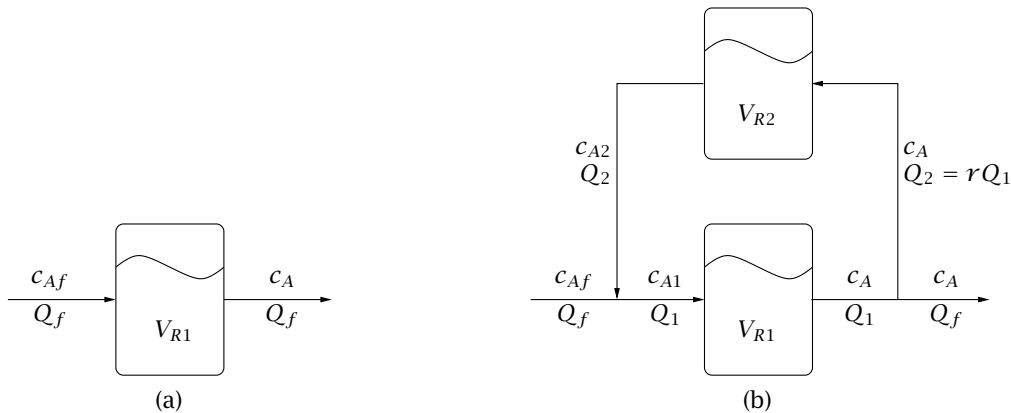 V_{R2}
c_{A2}
Q_2
c_A
Q_2 = rQ_1
c_{Af}
Q_f
V_{R1}
c_A
Q_f
c_{Af}
Q_f
c_{A1}
Q_1
V_{R1}
c_A
Q_1
c_A
Q_f
(a)
(b)